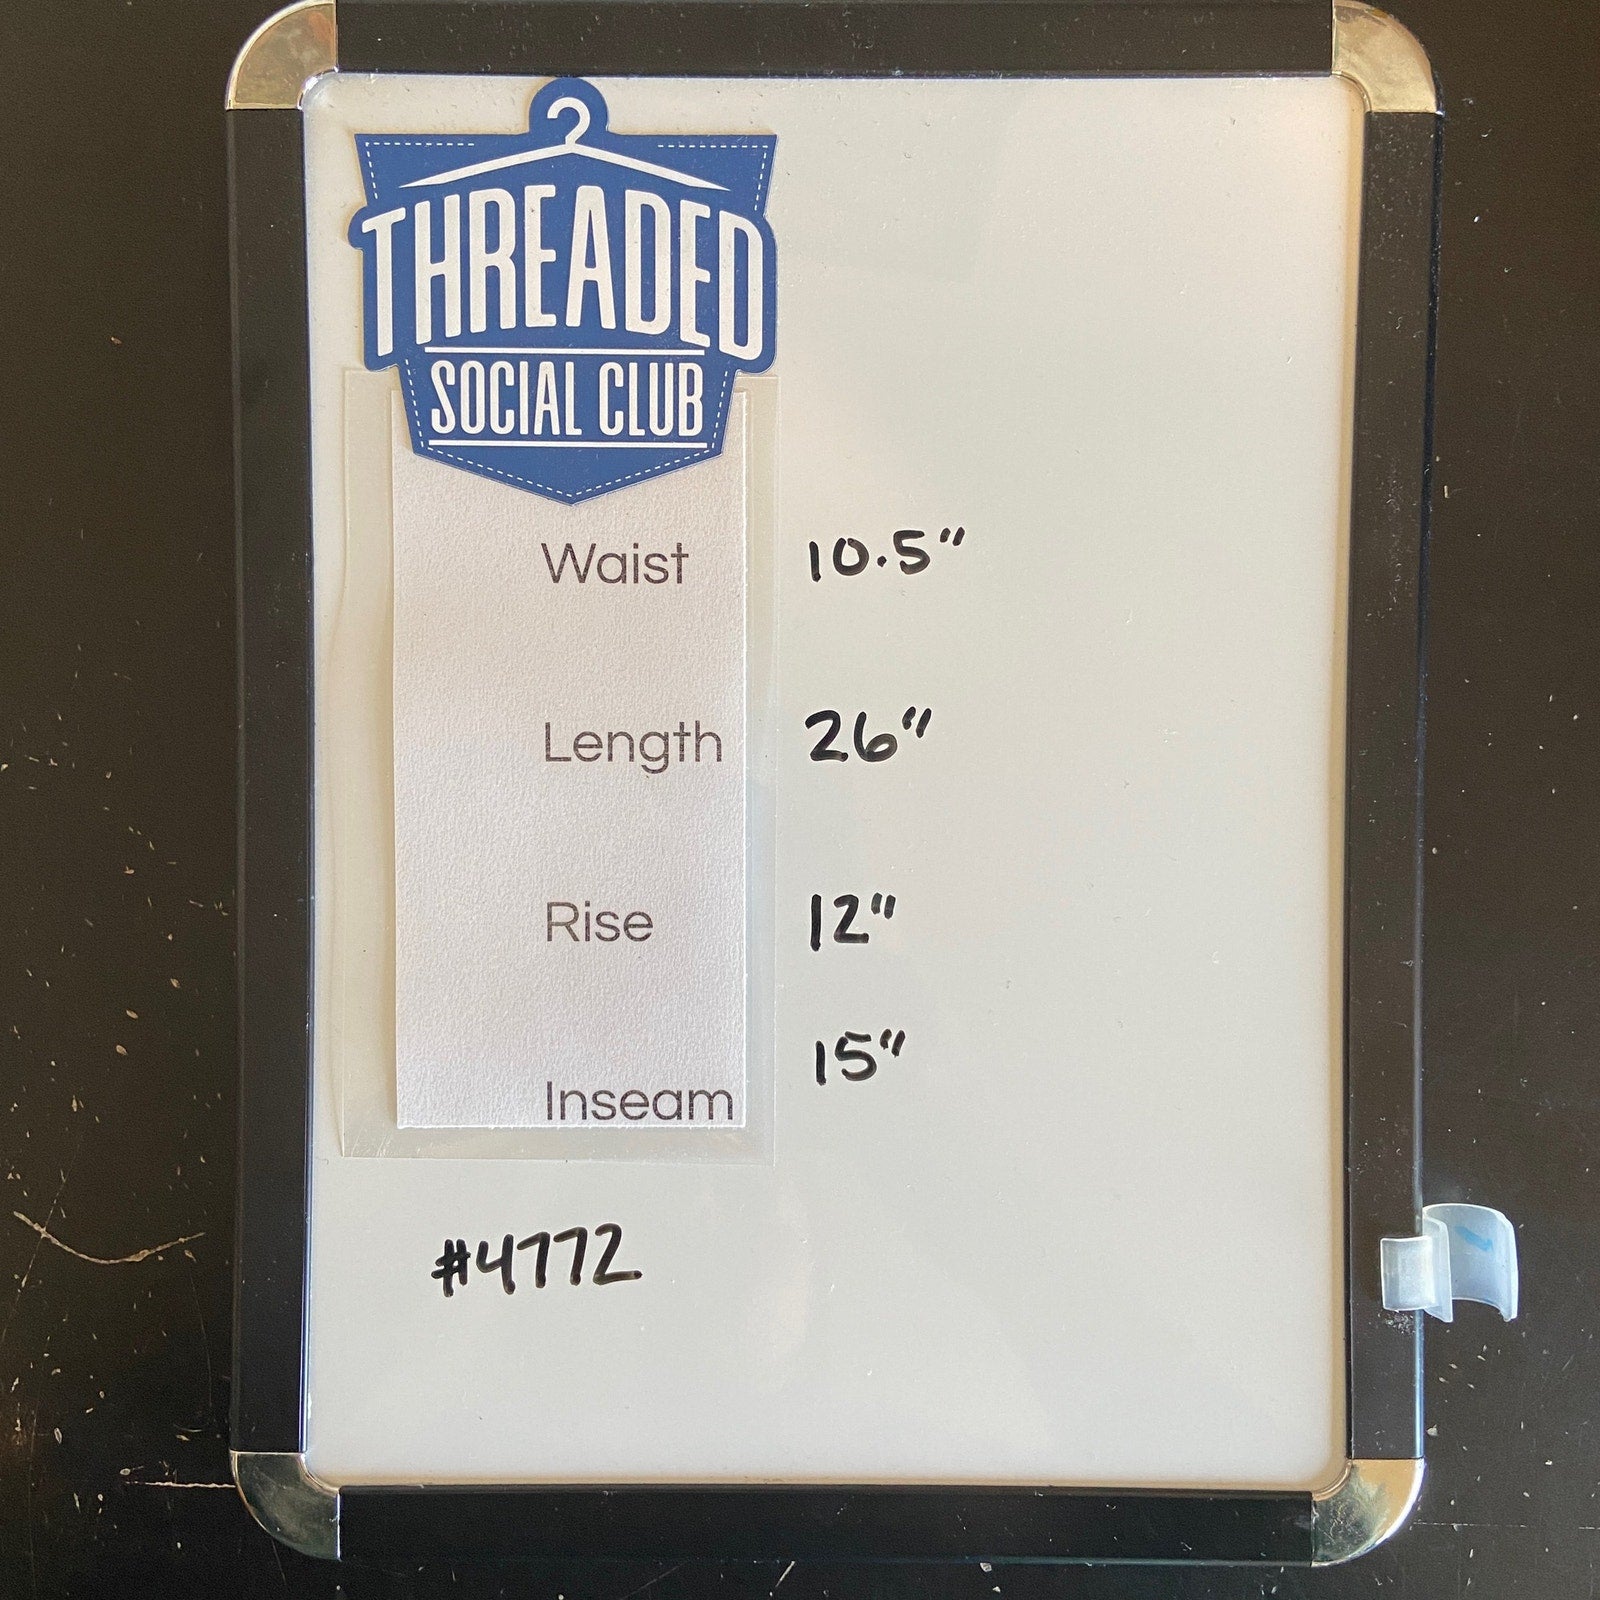 THREADED
SOCIAL CLUB
Waist 10.5"
Length 26"
Rise 12"
Inseam 15"
#4772